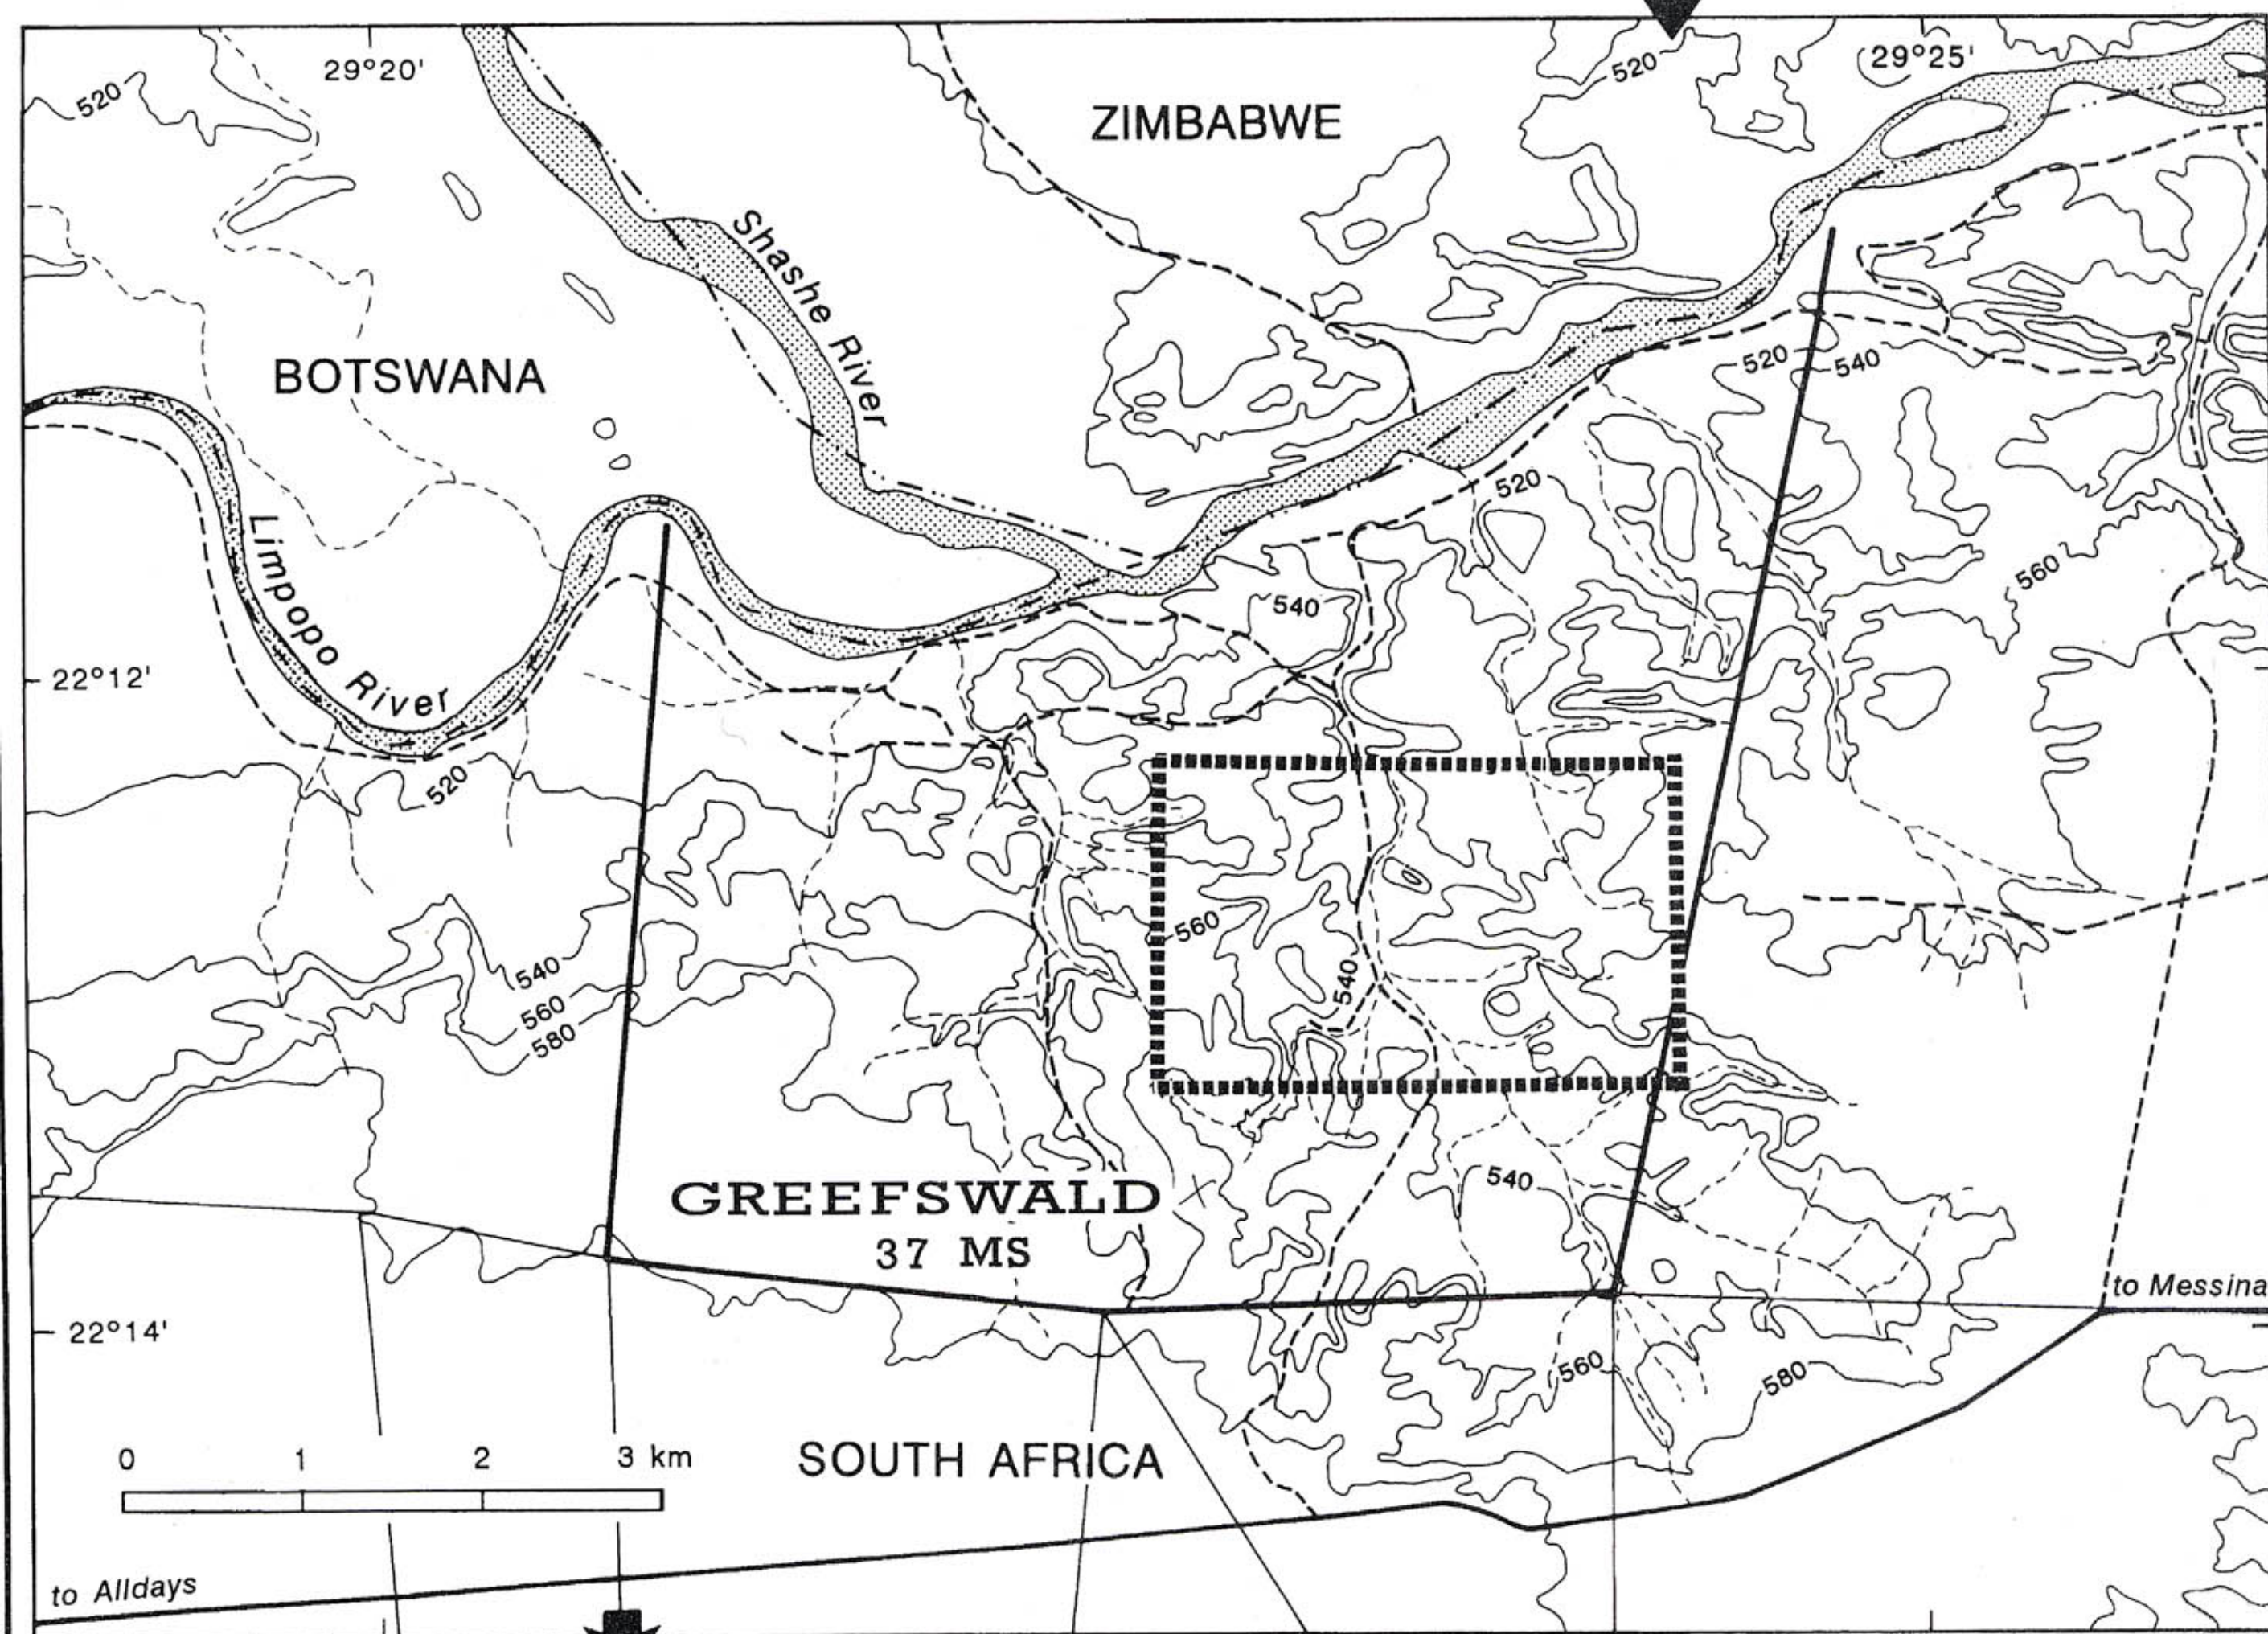 29°20'
29°25'
520
520
ZIMBABWE
Shashe River
BOTSWANA
520
540
520
Limpopo River
560
540
22°12'
520
560
540
540
560
580
GREEFSWALD
37 MS
540
to Messina
22°14'
560
580
0 1 2 3 km
SOUTH AFRICA
to Alldays